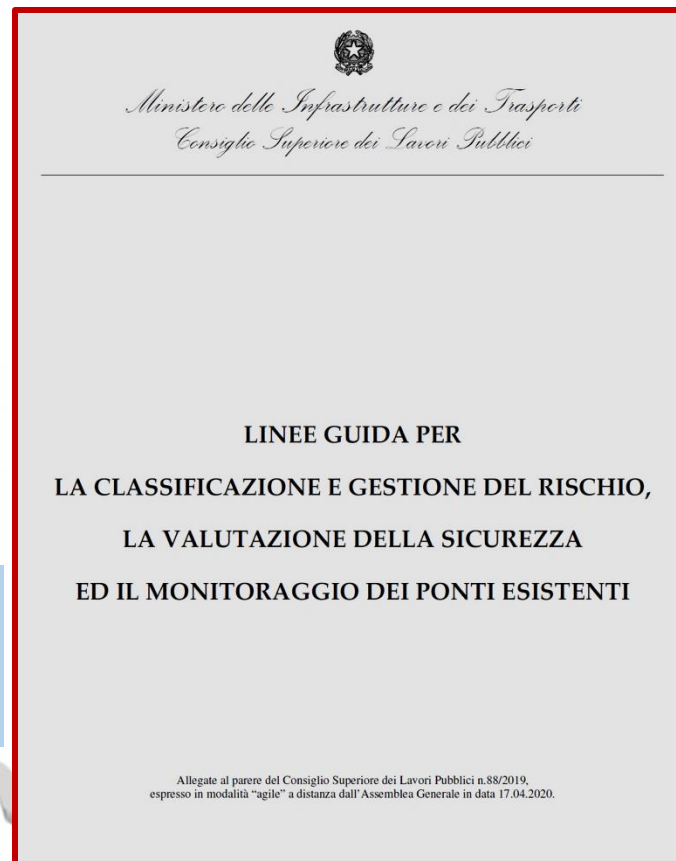 Ministero delle Infrastrutture e dei Trasporti
Consiglio Superiore dei Lavori Pubblici
LINEE GUIDA PER
LA CLASSIFICAZIONE E GESTIONE DEL RISCHIO,
LA VALUTAZIONE DELLA SICUREZZA
ED IL MONITORAGGIO DEI PONTI ESISTENTI
Allegate al parere del Consiglio Superiore dei Lavori Pubblici n.88/2019,
espresso in modalità “agile” a distanza dall’Assemblea Generale in data 17.04.2020.